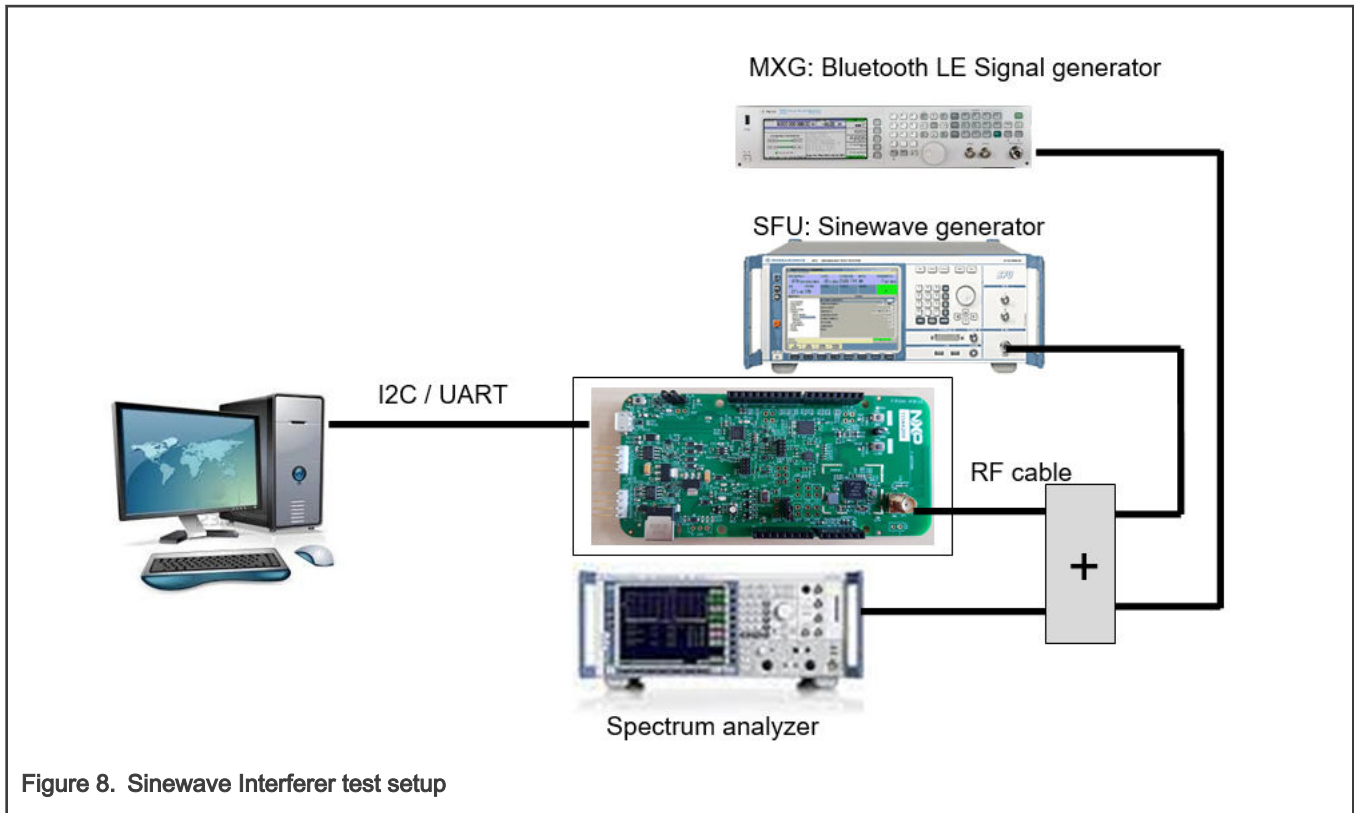 MXG: Bluetooth LE Signal generator
SFU: Sinewave generator
I2C / UART
NXP
RF cable
+
Spectrum analyzer
Figure 8. Sinewave Interferer test setup